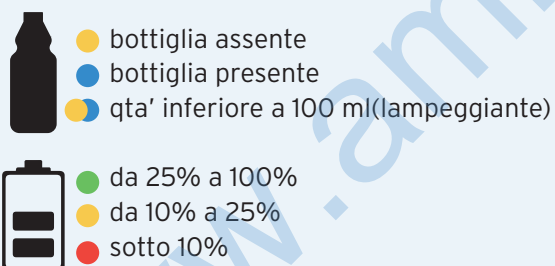 bottiglia assente
bottiglia presente
qta' inferiore a 100 ml(lampeggiante)
da 25% a 100%
da 10% a 25%
sotto 10%